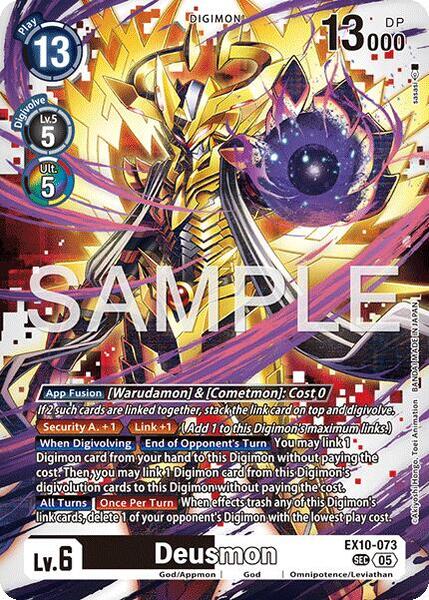 Play
13
DIGIMON
DP
13000
Digivolve
Lv.5
5
Ult.
5
sasasi
SAMPLE
App Fusion [Warudamon] & [Cometmon]: Cost 0
If 2 such cards are linked together, stack the link card on top and digivolve.
Security A. +1 Link +1 (Add 1 to this Digimon's maximum links.)
When Digivolving End of Opponent's Turn You may link 1
Digimon card from your hand to this Digimon without paying the
cost. Then, you may link 1 Digimon card from this Digimon's
digivolution cards to this Digimon without paying the cost.
All Turns Once Per Turn When effects trash any of this Digimon's
link cards, delete 1 of your opponent's Digimon with the lowest play cost.
©Akiyoshi Hongo, Toei Animation BANDAI MADE IN JAPAN
Lv.6
Deusmon
EX10-073
SEC 05
God/Appmon God Omnipotence/Leviathan